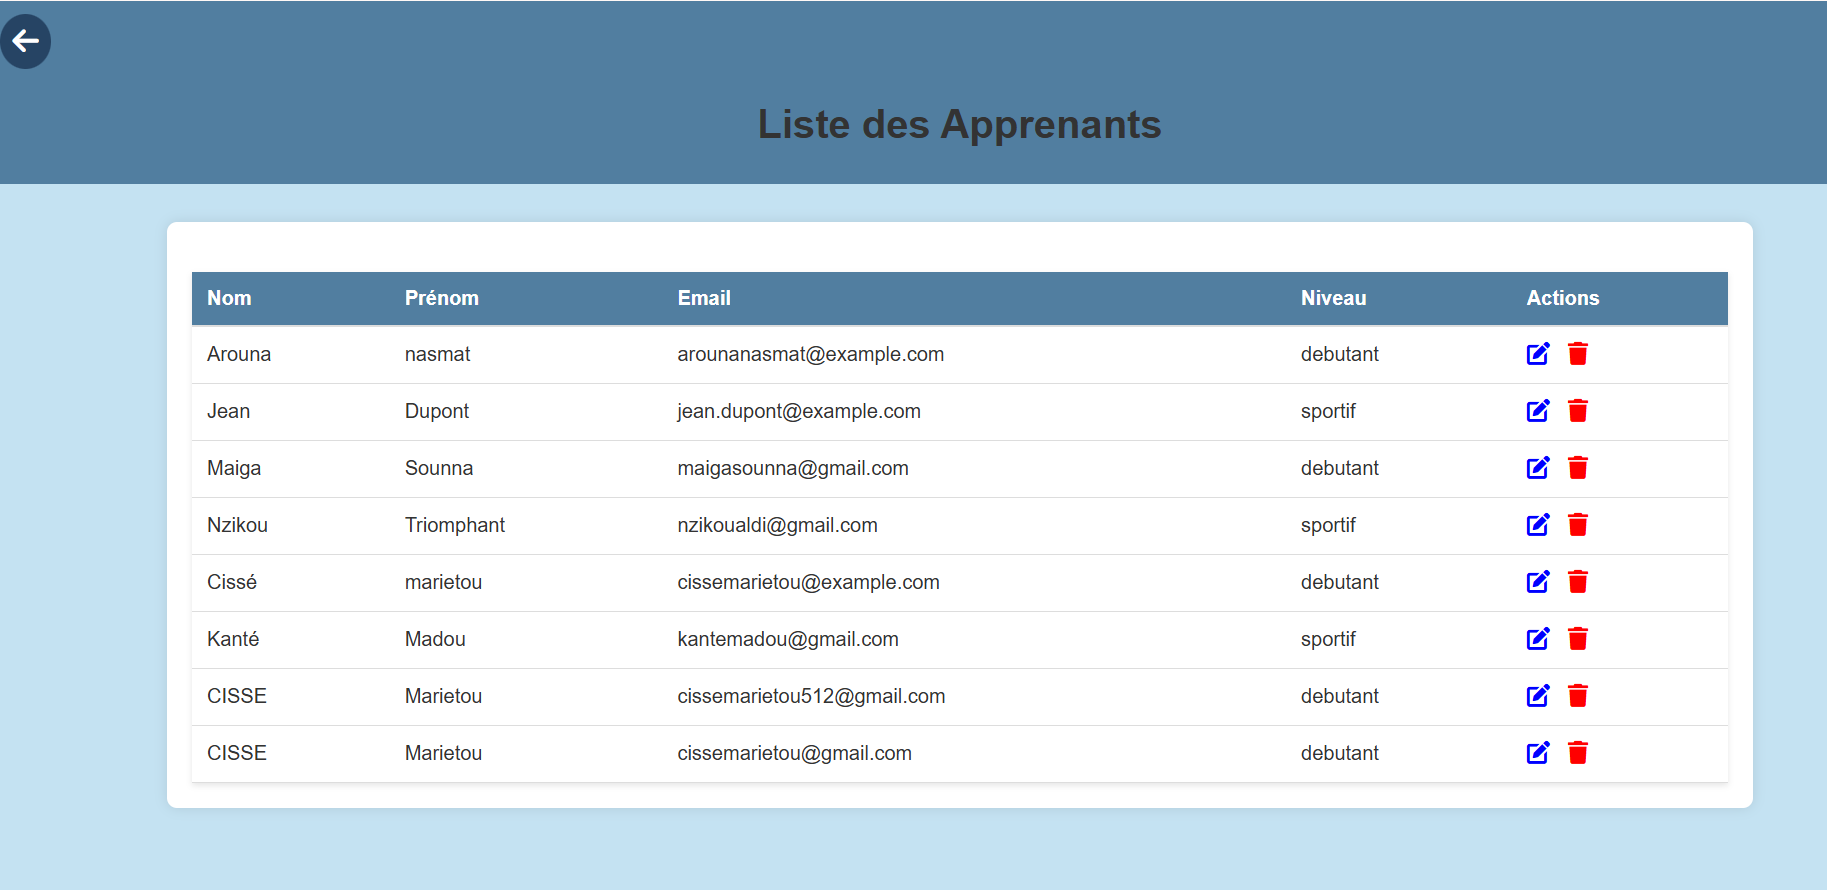 Liste des Apprenants
Nom Prénom Email Niveau Actions
Arouna nasmat arounanasmat@example.com debutant
Jean Dupont jean.dupont@example.com sportif
Maiga Sounna maigasounna@gmail.com debutant
Nzikou Triomphant nzikoualdi@gmail.com sportif
Cissé marietou cissemarietou@example.com debutant
Kanté Madou kantemadou@gmail.com sportif
CISSE Marietou cissemarietou512@gmail.com debutant
CISSE Marietou cissemarietou@gmail.com debutant